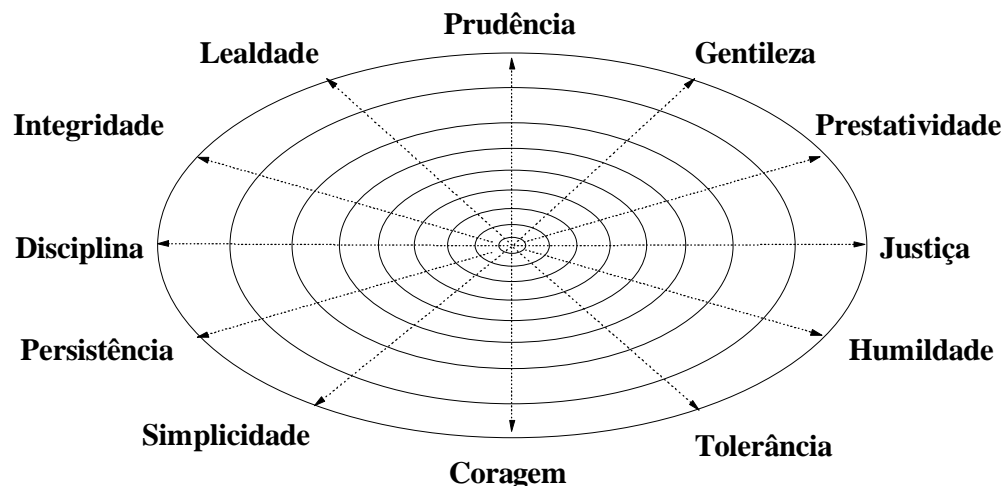 Prudência
Lealdade
Gentileza
Integridade
Prestatividade
Disciplina
Justiça
Persistência
Humildade
Simplicidade
Tolerância
Coragem